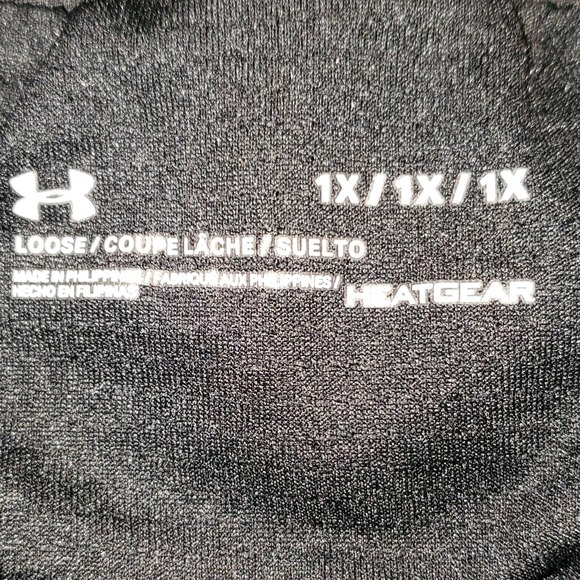 1X / 1X / 1X
LOOSE / COUPE LÂCHE / SUELTO
MADE IN PHILIPPINES / FABRIQUÉ AUX PHILIPPINES /
HECHO EN FILIPINAS
HEATGEAR